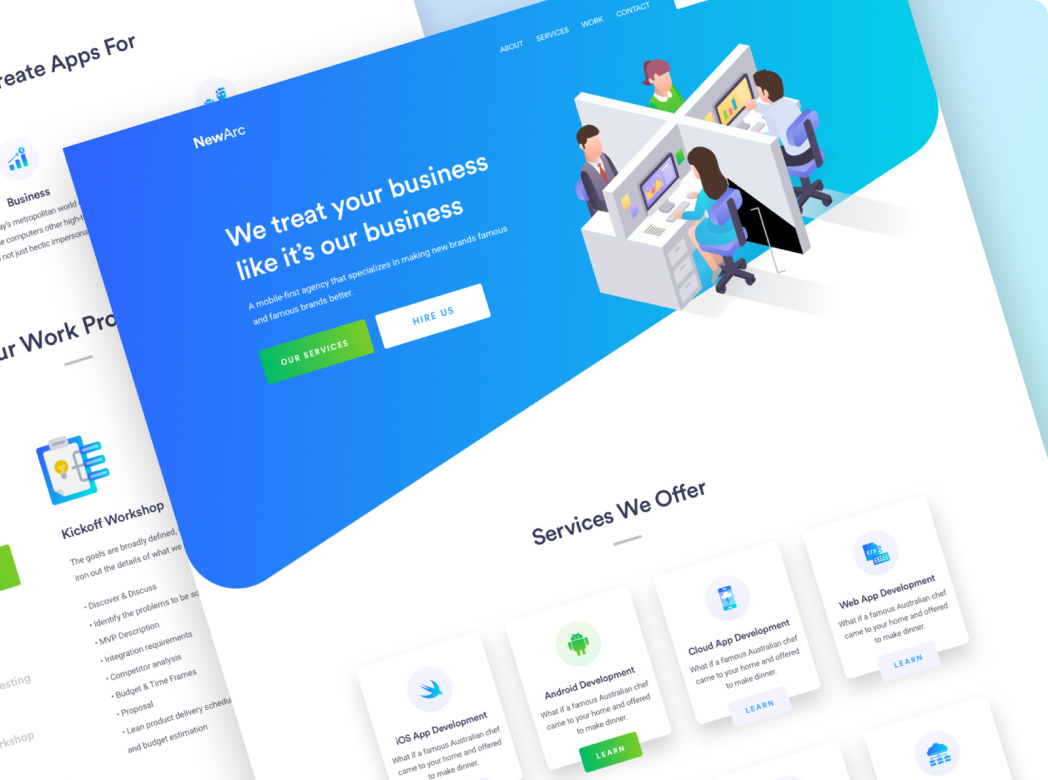 reate Apps For
Business
ay's metropolitan world
e computers other high-t
not just hectic impersona
ur Work Pro
Kickoff Workshop
The goals are broadly defined,
iron out the details of what we
• Discover & Discuss
• Identify the problems to be so
• MVP Description
• Integration requirements
• Competitor analysis
• Budget & Time Frames
• Proposal
• Lean product delivery schedu
and budget estimation
esting
rkshop
ABOUT SERVICES WORK CONTACT
NewArc
We treat your business
like it's our business
A mobile-first agency that specializes in making new brands famous
and famous brands better.
OUR SERVICES HIRE US
Services We Offer
iOS App Development
What if a famous Australian chef
came to your home and offered
to make dinner.
Android Development
What if a famous Australian chef
came to your home and offered
to make dinner.
LEARN
Cloud App Development
What if a famous Australian chef
came to your home and offered
to make dinner.
LEARN
Web App Development
What if a famous Australian chef
came to your home and offered
to make dinner.
LEARN